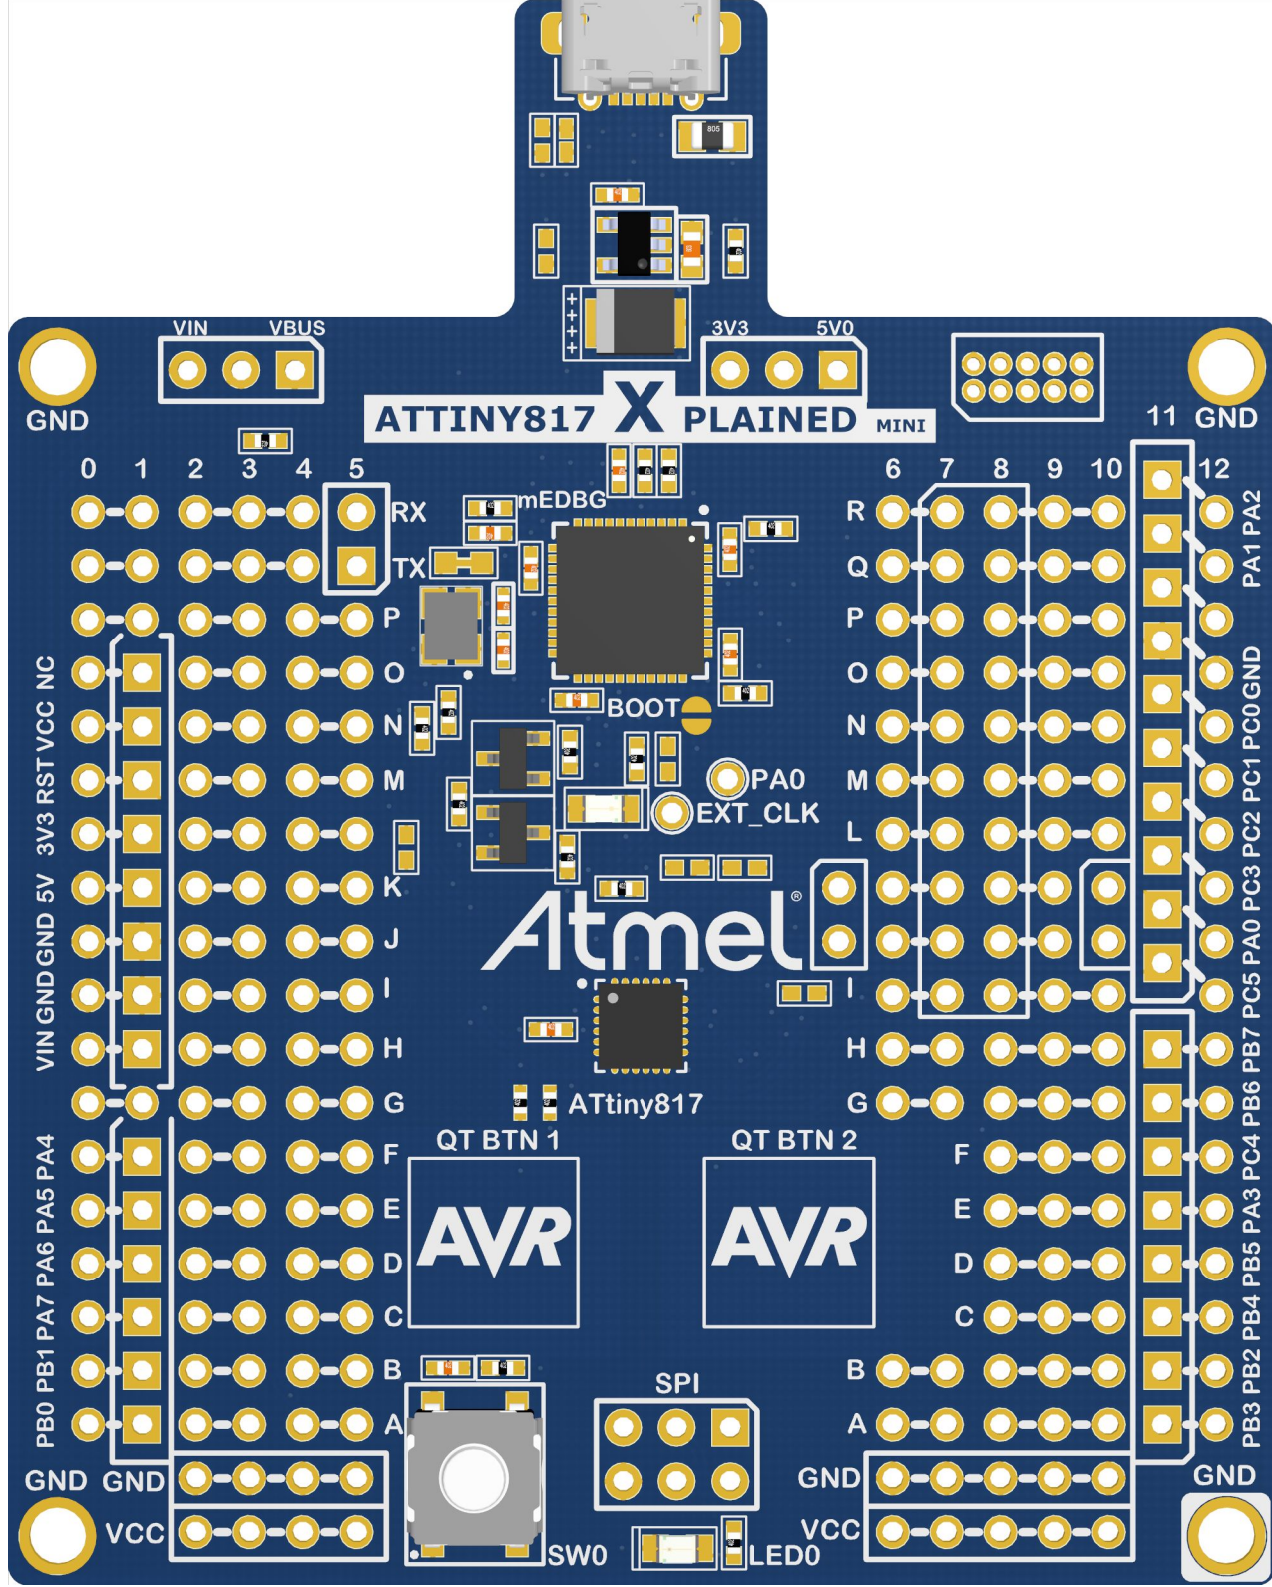 805
VIN VBUS
3V3 5V0
GND
GND
ATTINY817 X PLAINED MINI
11
0 1 2 3 4 5
6 7 8 9 10
12
mEDBG
RX
TX
P
O
N
M
K
J
I
H
G
F
E
D
C
B
A
R
Q
P
O
N
M
L
I
H
G
F
E
D
C
B
A
NC
VCC
RST
3V3
5V
GND
GND
VIN
PA4
PA5
PA6
PA7
PB1
PB0
PA2
PA1
GND
PC0
PC1
PC2
PC3
PA0
PC5
PB7
PB6
PC4
PA3
PB5
PB4
PB2
PB3
BOOT
PA0
EXT_CLK
Atmel®
ATtiny817
QT BTN 1
QT BTN 2
AVR
AVR
SPI
GND GND
VCC
GND
GND
VCC
SW0
LED0